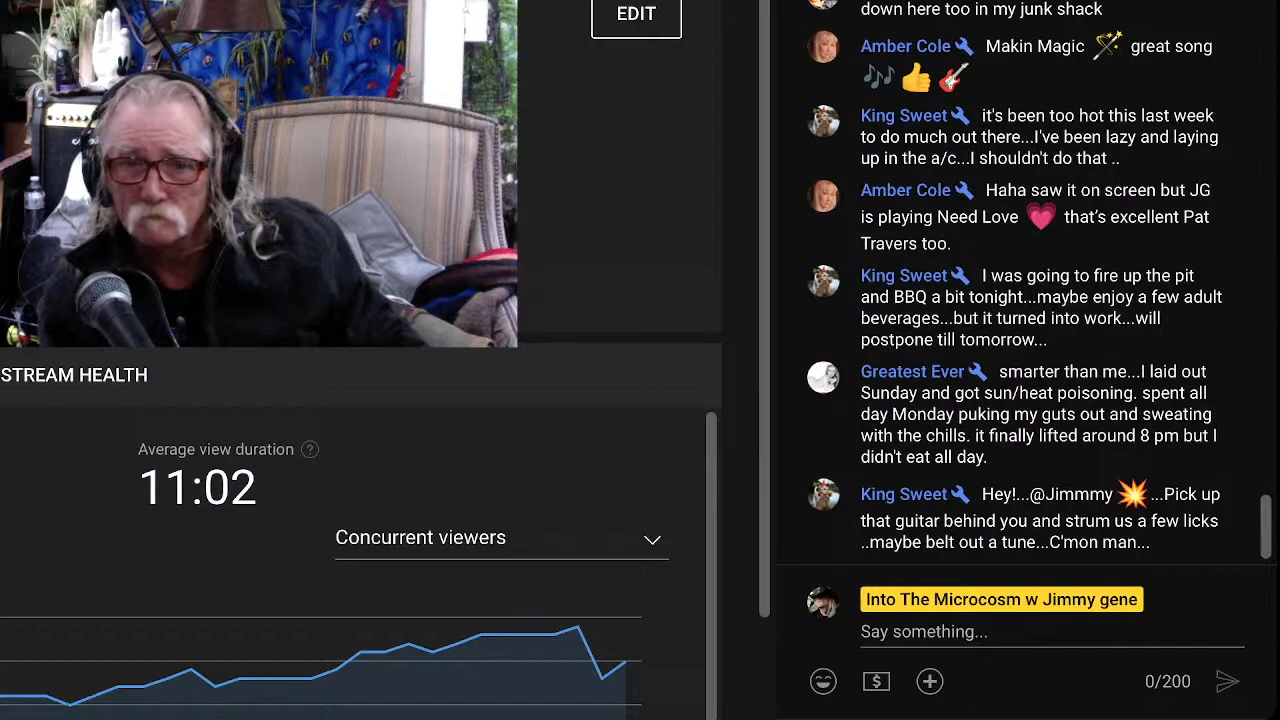 EDIT
STREAM HEALTH
Average view duration
11:02
Concurrent viewers
down here too in my junk shack
Amber Cole Makin Magic great song
King Sweet it's been too hot this last week
to do much out there...I've been lazy and laying
up in the a/c...I shouldn't do that ..
Amber Cole Haha saw it on screen but JG
is playing Need Love that's excellent Pat
Travers too.
King Sweet I was going to fire up the pit
and BBQ a bit tonight...maybe enjoy a few adult
beverages...but it turned into work...will
postpone till tomorrow...
Greatest Ever smarter than me...I laid out
Sunday and got sun/heat poisoning. spent all
day Monday puking my guts out and sweating
with the chills. it finally lifted around 8 pm but I
didn't eat all day.
King Sweet Hey!...@Jimmmy ...Pick up
that guitar behind you and strum us a few licks
..maybe belt out a tune...C'mon man...
Into The Microcosm w Jimmy gene
Say something...
0/200